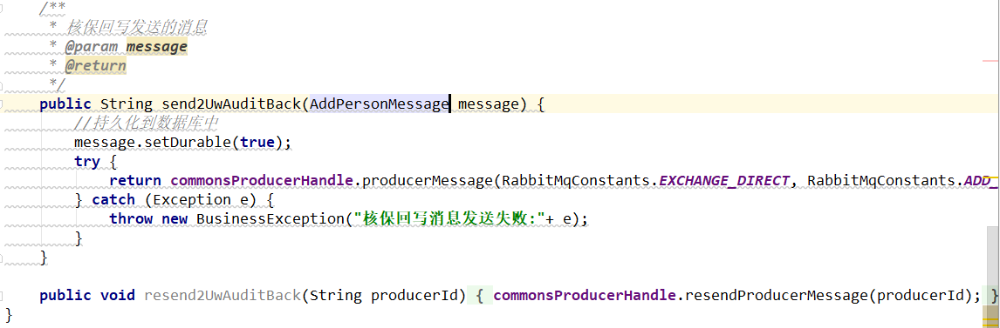 /**
 * 核保回写发送的消息
 * @param message
 * @return
 */
public String send2UwAuditBack(AddPersonMessage message) {
    //持久化到数据库中
    message.setDurable(true);
    try {
        return commonsProducerHandle.producerMessage(RabbitMqConstants.EXCHANGE_DIRECT, RabbitMqConstants.ADD_
    } catch (Exception e) {
        throw new BusinessException("核保回写消息发送失败:"+ e);
    }
}
public void resend2UwAuditBack(String producerId) { commonsProducerHandle.resendProducerMessage(producerId); }
}